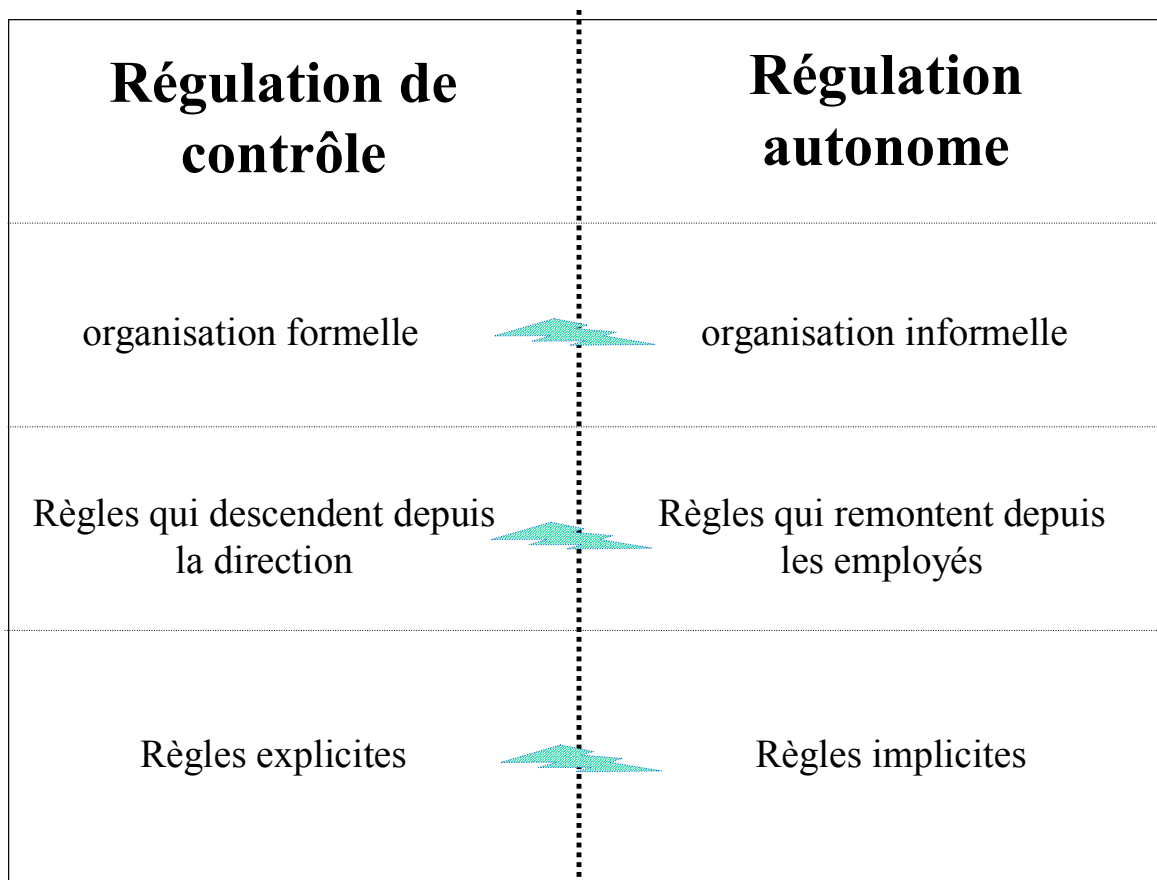 Régulation de
contrôle
Régulation
autonome
organisation formelle
organisation informelle
Règles qui descendent depuis
la direction
Règles qui remontent depuis
les employés
Règles explicites
Règles implicites